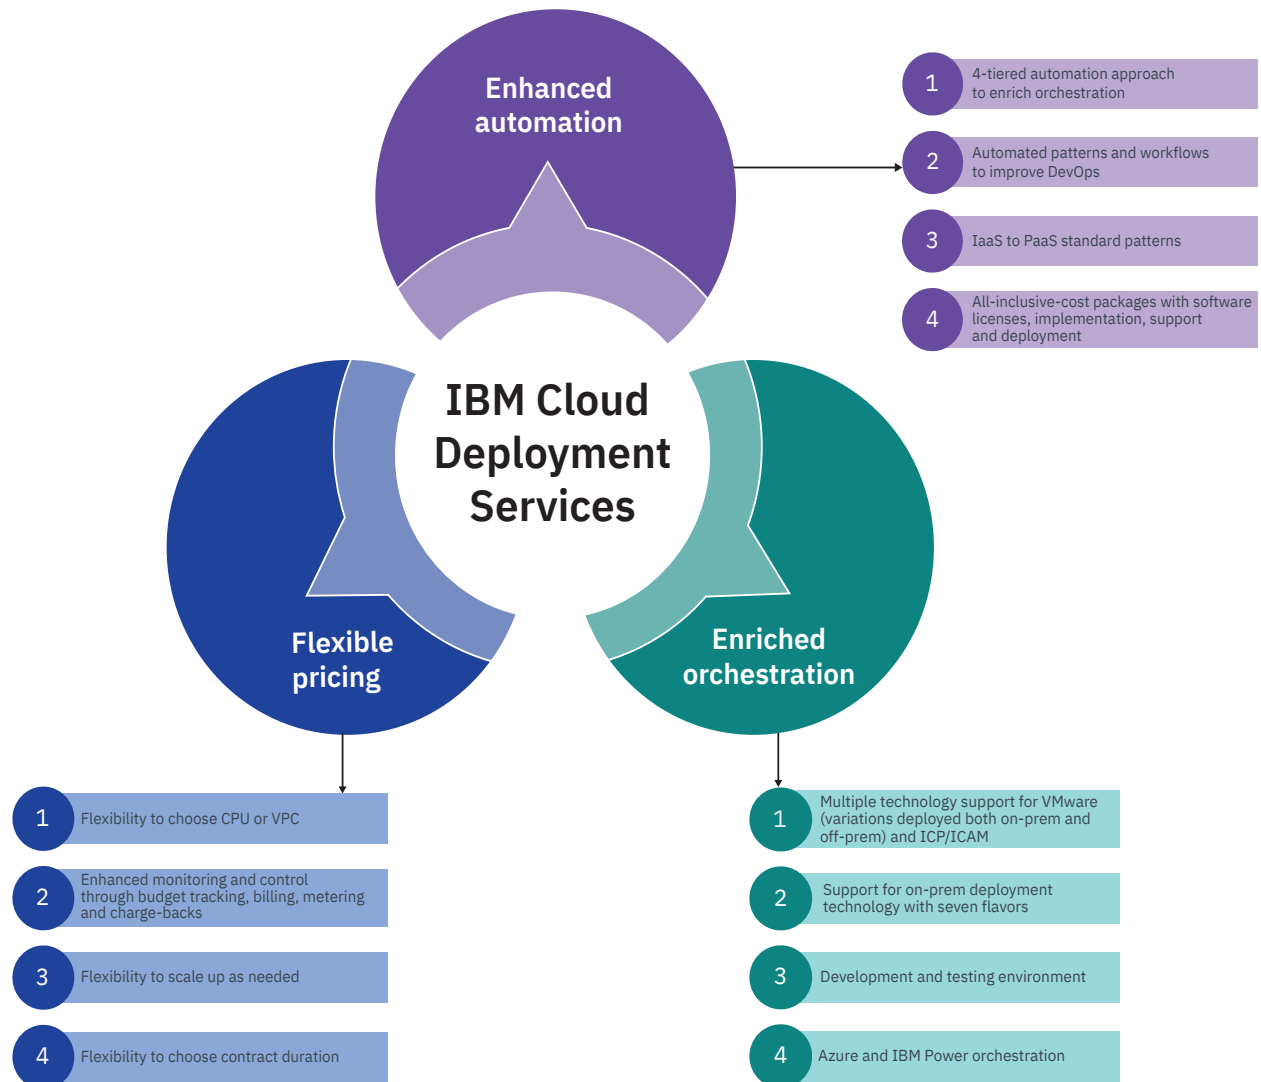 Enhanced
automation
1
4-tiered automation approach
to enrich orchestration
2
Automated patterns and workflows
to improve DevOps
3
IaaS to PaaS standard patterns
4
All-inclusive-cost packages with software
licenses, implementation, support
and deployment
IBM Cloud
Deployment
Services
Flexible
pricing
Enriched
orchestration
1
Flexibility to choose CPU or VPC
2
Enhanced monitoring and control
through budget tracking, billing, metering
and charge-backs
3
Flexibility to scale up as needed
4
Flexibility to choose contract duration
1
Multiple technology support for VMware
(variations deployed both on-prem and
off-prem) and ICP/ICAM
2
Support for on-prem deployment
technology with seven flavors
3
Development and testing environment
4
Azure and IBM Power orchestration